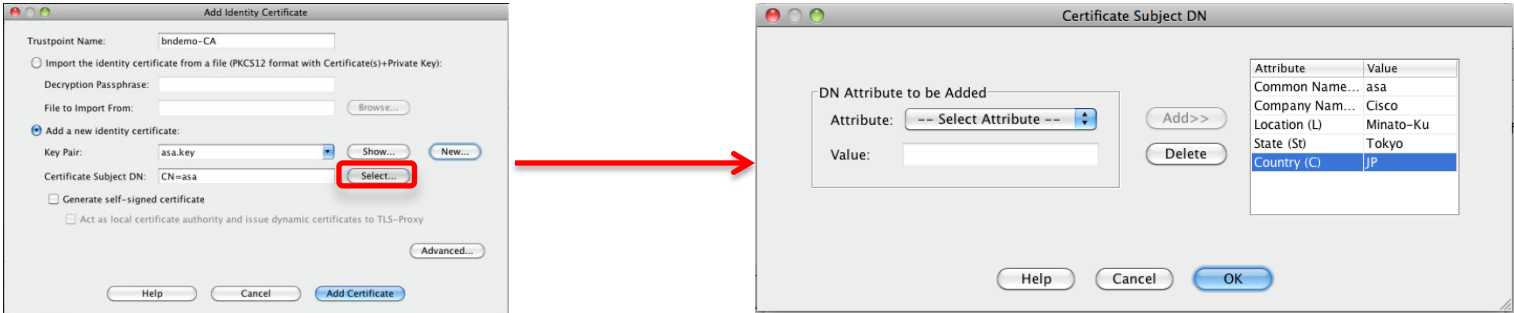 Add Identity Certificate
Trustpoint Name: bndemo-CA
Import the identity certificate from a file (PKCS12 format with Certificate(s)+Private Key):
Decryption Passphrase:
File to Import From: Browse...
Add a new identity certificate:
Key Pair: asa.key Show... New...
Certificate Subject DN: CN=asa Select...
Generate self-signed certificate
Act as local certificate authority and issue dynamic certificates to TLS-Proxy
Advanced...
Help Cancel Add Certificate
Certificate Subject DN
DN Attribute to be Added
Attribute: -- Select Attribute --
Value:
Add>>
Delete
Attribute Value
Common Name... asa
Company Nam... Cisco
Location (L) Minato-Ku
State (St) Tokyo
Country (C) JP
Help Cancel OK